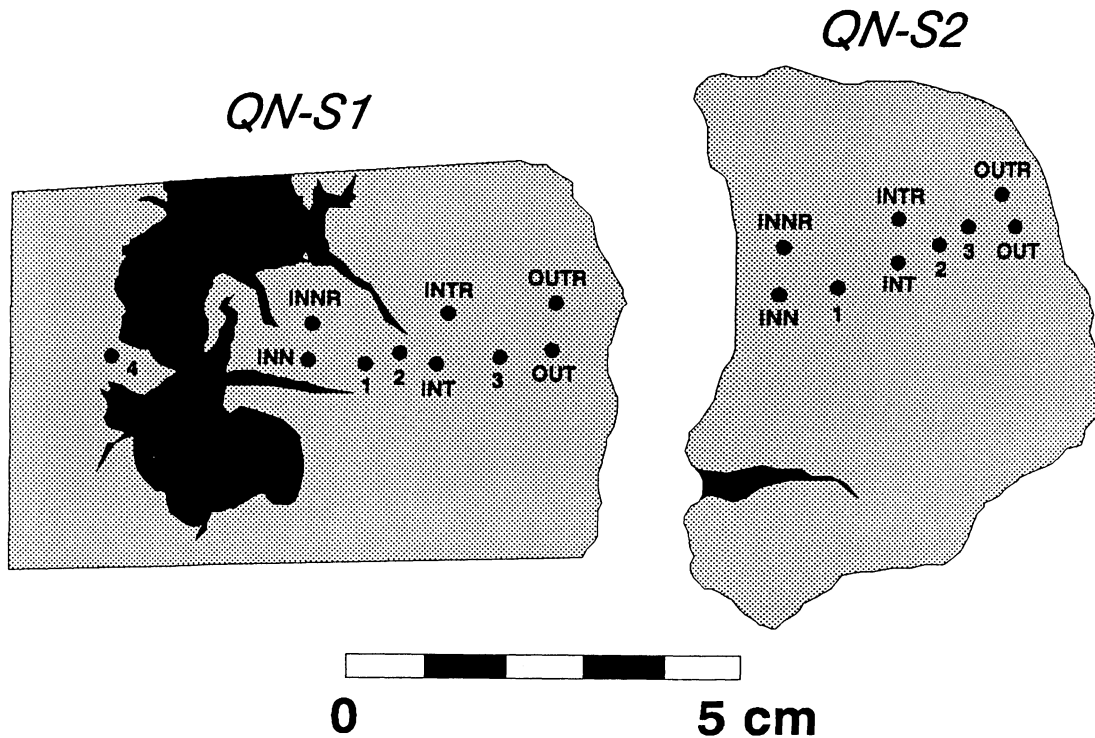 QN-S1
INNR
INTR
OUTR
4
INN
1
2
INT
3
OUT
QN-S2
OUTR
INTR
INNR
3
OUT
2
INT
INN
1
0
5 cm